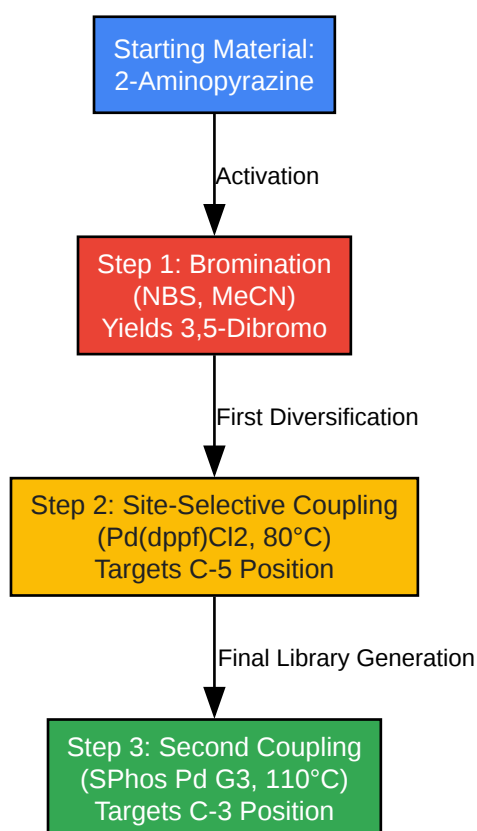 Starting Material:
2-Aminopyrazine
Activation
Step 1: Bromination
(NBS, MeCN)
Yields 3,5-Dibromo
First Diversification
Step 2: Site-Selective Coupling
(Pd(dppf)Cl2, 80°C)
Targets C-5 Position
Final Library Generation
Step 3: Second Coupling
(SPhos Pd G3, 110°C)
Targets C-3 Position